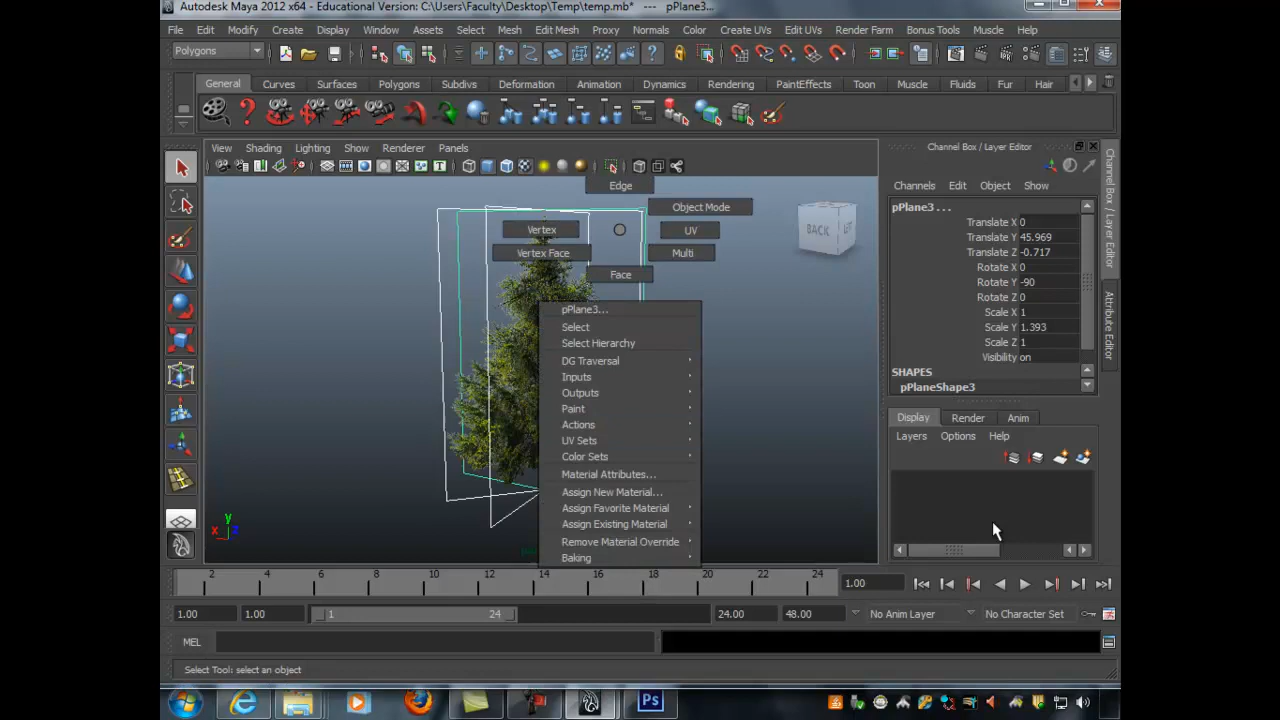 Autodesk Maya 2012 x64 - Educational Version: C:\Users\Faculty\Desktop\Temp\temp.mb* --- pPlane3...
File Edit Modify Create Display Window Assets Select Mesh Edit Mesh Proxy Normals Color Create UVs Edit UVs Render Farm Bonus Tools Muscle Help
Polygons
General Curves Surfaces Polygons Subdivs Deformation Animation Dynamics Rendering PaintEffects Toon Muscle Fluids Fur Hair
View Shading Lighting Show Renderer Panels
Channel Box / Layer Editor
Channels Edit Object Show
pPlane3...
Translate X 0
Translate Y 45.969
Translate Z -0.717
Rotate X 0
Rotate Y -90
Rotate Z 0
Scale X 1
Scale Y 1.393
Scale Z 1
Visibility on
SHAPES
pPlaneShape3
Display Render Anim
Layers Options Help
Channel Box / Layer Editor
Attribute Editor
Edge
Object Mode
Vertex
UV
Vertex Face
Multi
Face
BACK
LEFT
pPlane3...
Select
Select Hierarchy
DG Traversal
Inputs
Outputs
Paint
Actions
UV Sets
Color Sets
Material Attributes...
Assign New Material...
Assign Favorite Material
Assign Existing Material
Remove Material Override
Baking
y
x
z
2 4 6 8 10 12 14 16 18 20 22 24
1.00
1.00 1.00 1 24 24.00 48.00 No Anim Layer No Character Set
MEL
Select Tool: select an object
Ps